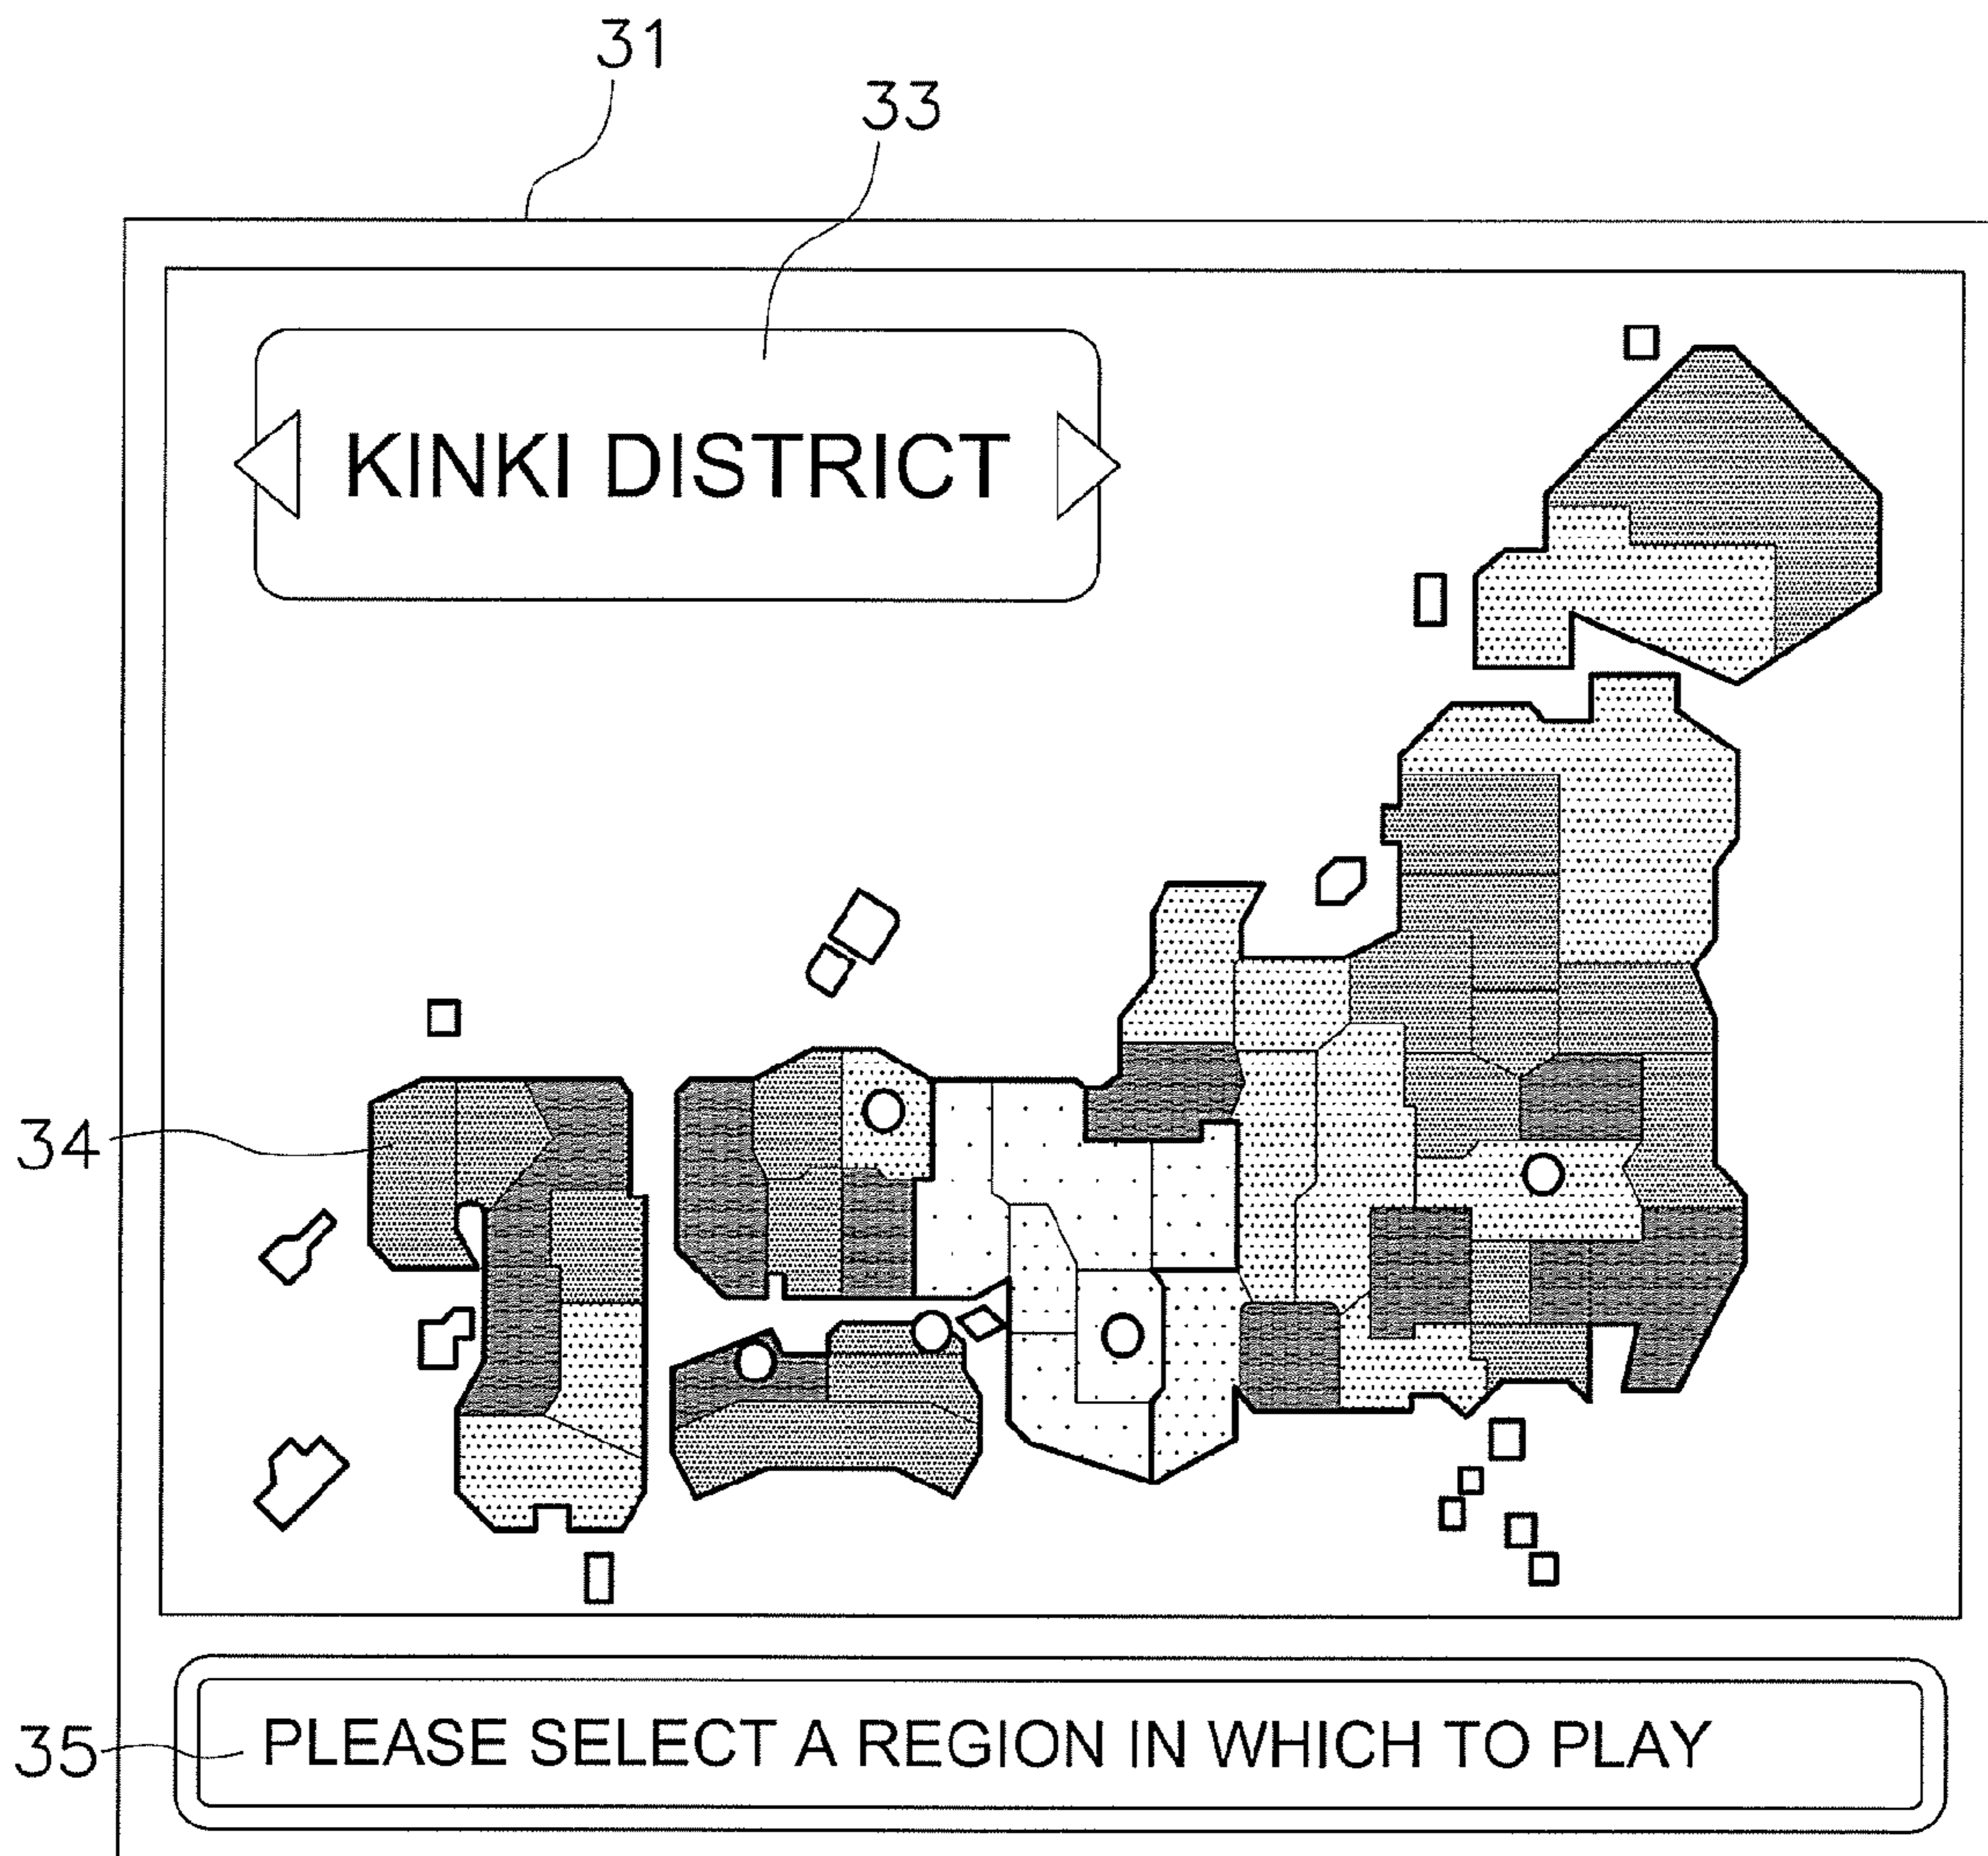 31
33
KINKI DISTRICT
34
35
PLEASE SELECT A REGION IN WHICH TO PLAY